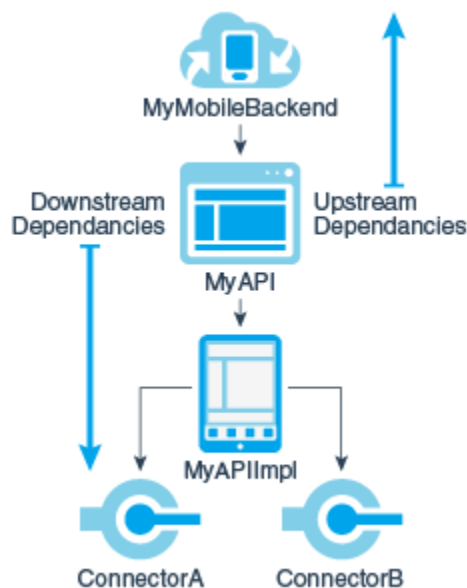 MyMobileBackend
Downstream
Dependancies
Upstream
Dependancies
MyAPI
MyAPIImpl
ConnectorA
ConnectorB